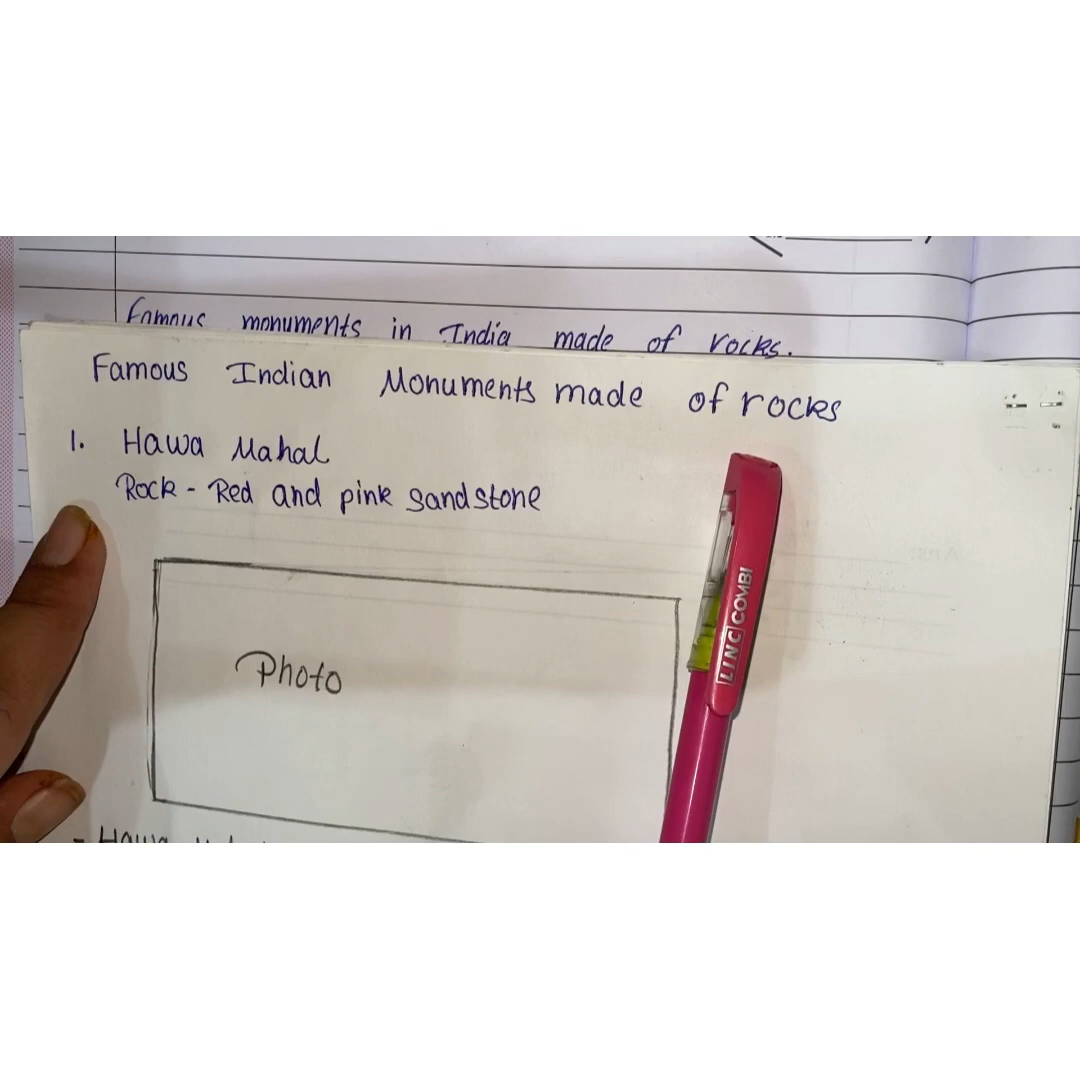 Famous monuments in India made of rocks.
Famous Indian Monuments made of rocks
1. Hawa Mahal
Rock - Red and pink sandstone
LINC COMBI
Photo
- Hawa